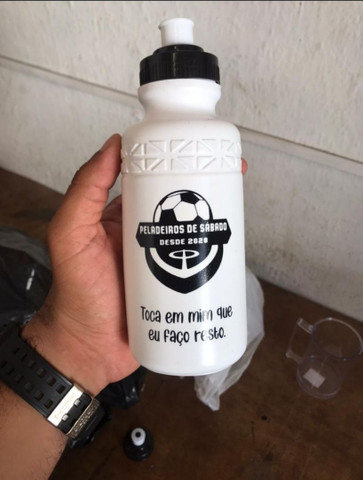 PELADEIROS DE SÁBADO
DESDE 2020
Toca em mim que
eu faço resto.